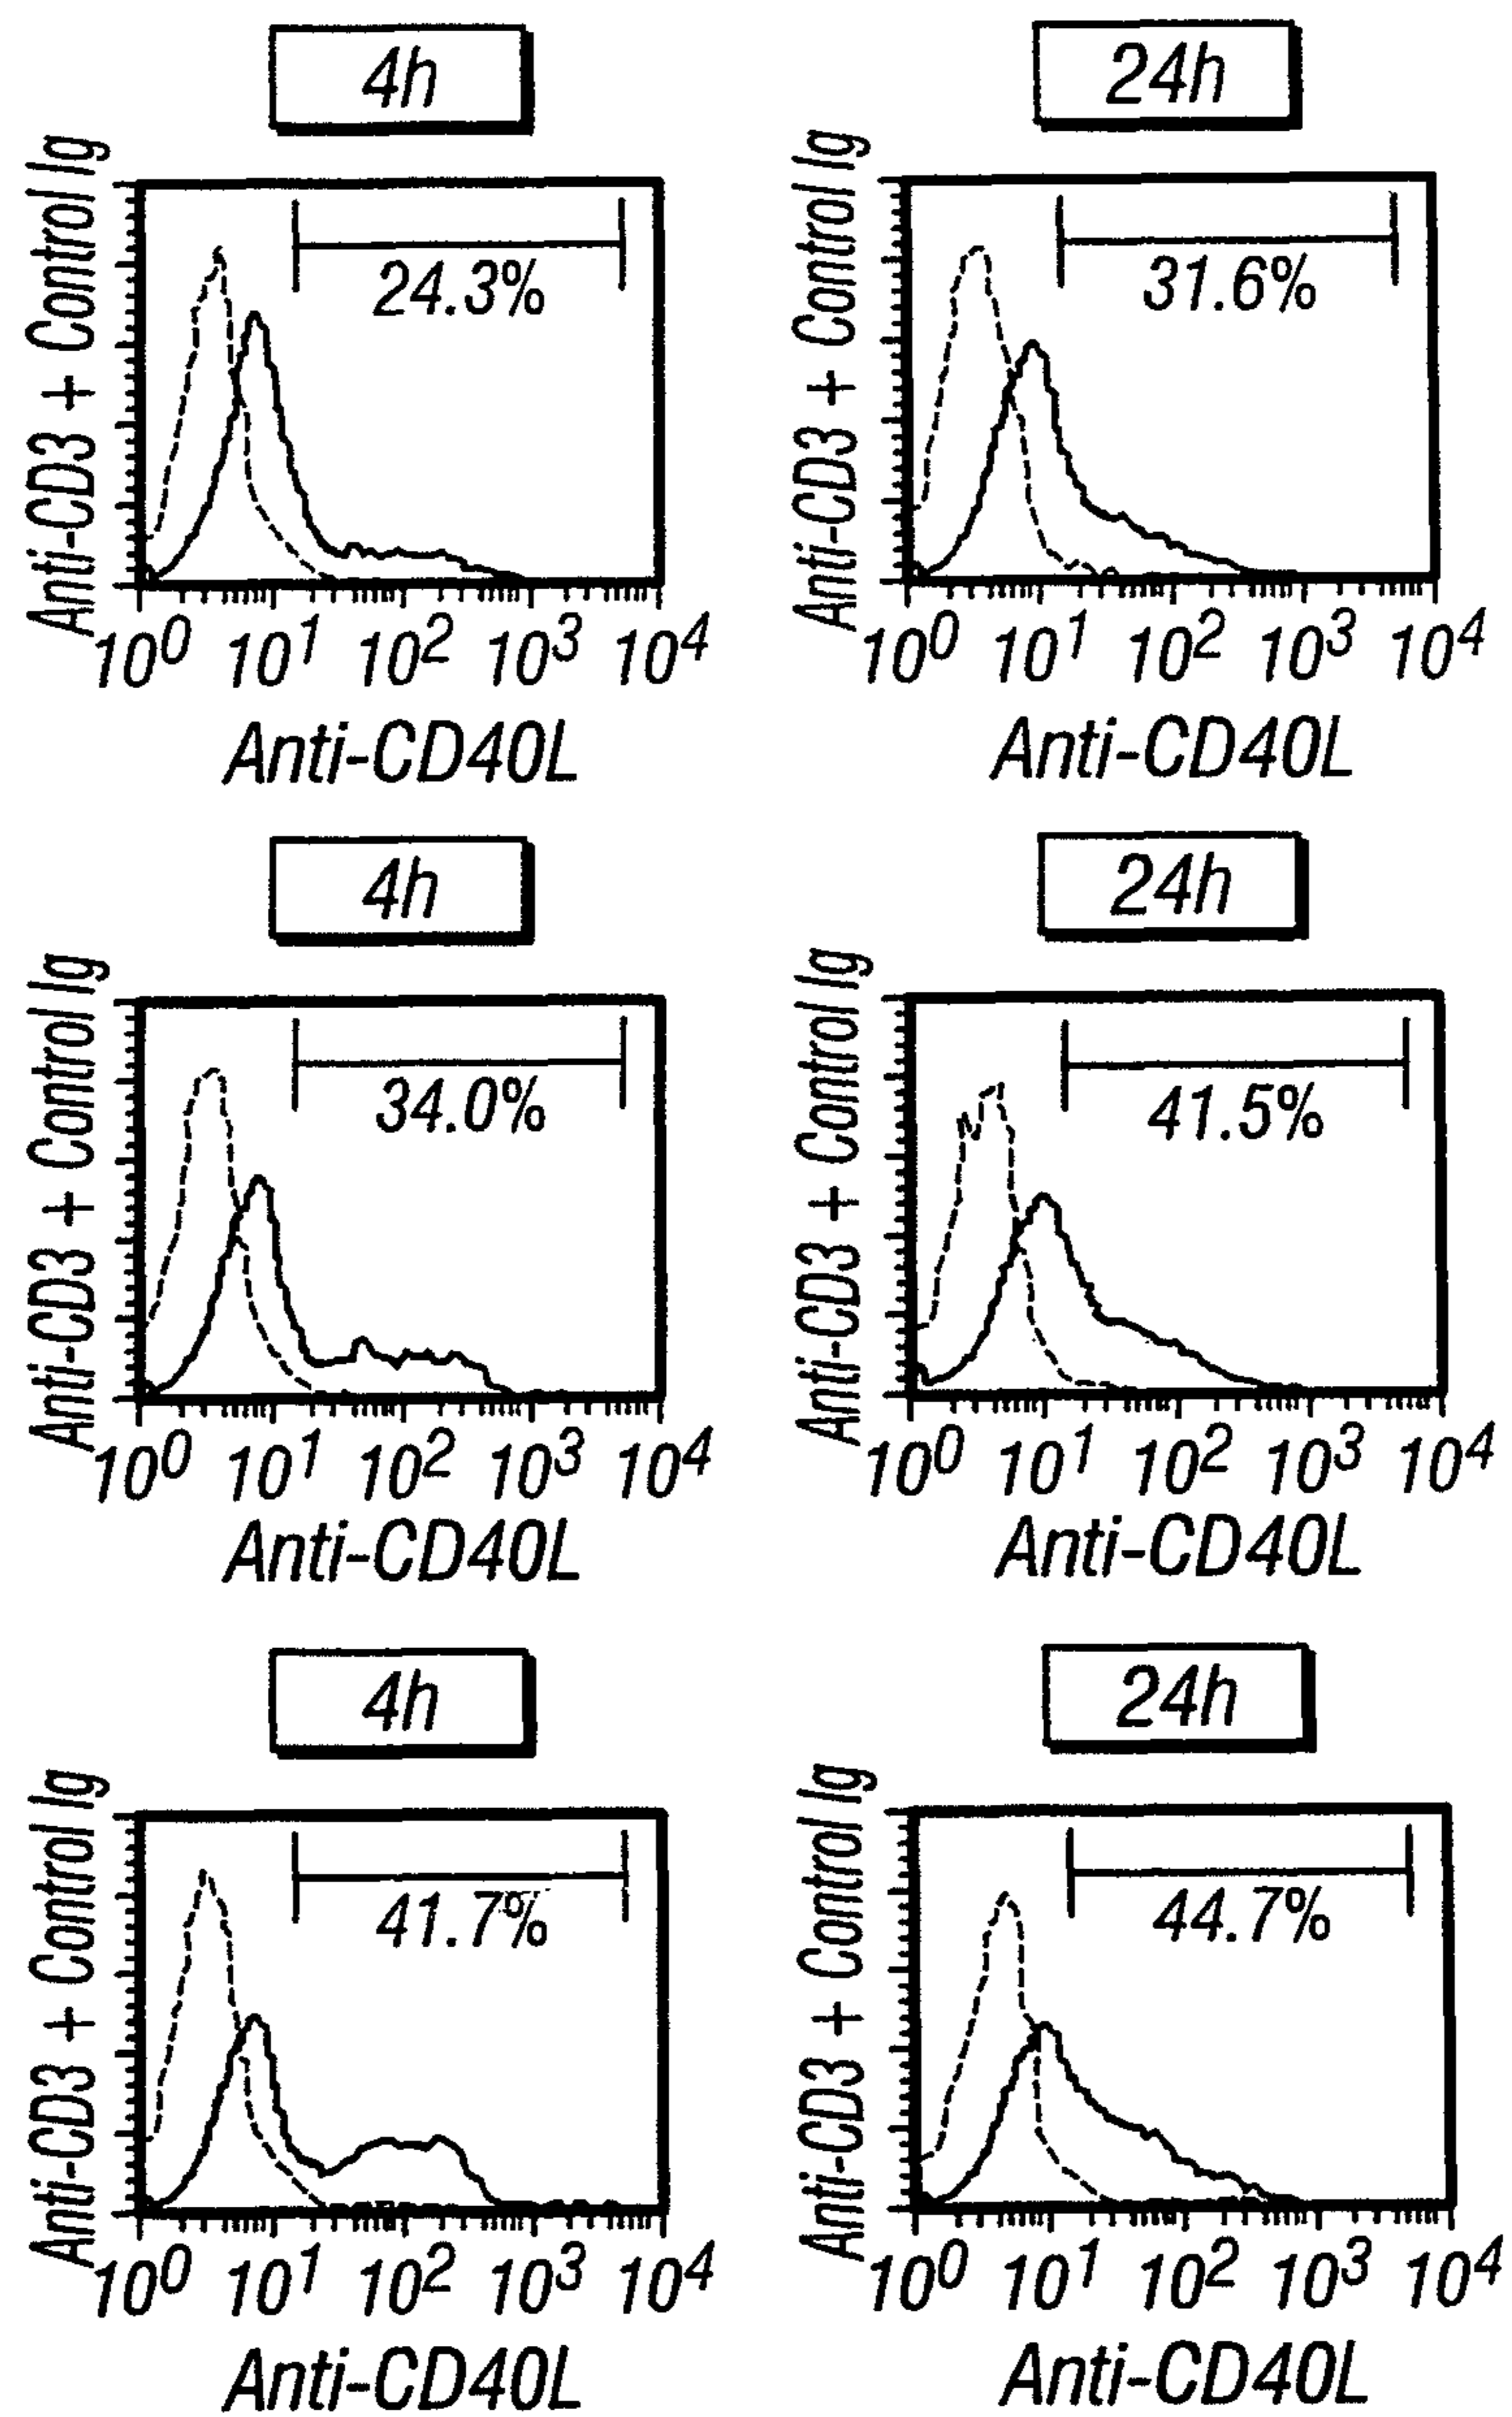 4h
24h
Anti-CD3 + Control Ig
24.3%
10^0 10^1 10^2 10^3 10^4
Anti-CD40L
Anti-CD3 + Control Ig
31.6%
10^0 10^1 10^2 10^3 10^4
Anti-CD40L
4h
24h
Anti-CD3 + Control Ig
34.0%
10^0 10^1 10^2 10^3 10^4
Anti-CD40L
Anti-CD3 + Control Ig
41.5%
10^0 10^1 10^2 10^3 10^4
Anti-CD40L
4h
24h
Anti-CD3 + Control Ig
41.7%
10^0 10^1 10^2 10^3 10^4
Anti-CD40L
Anti-CD3 + Control Ig
44.7%
10^0 10^1 10^2 10^3 10^4
Anti-CD40L